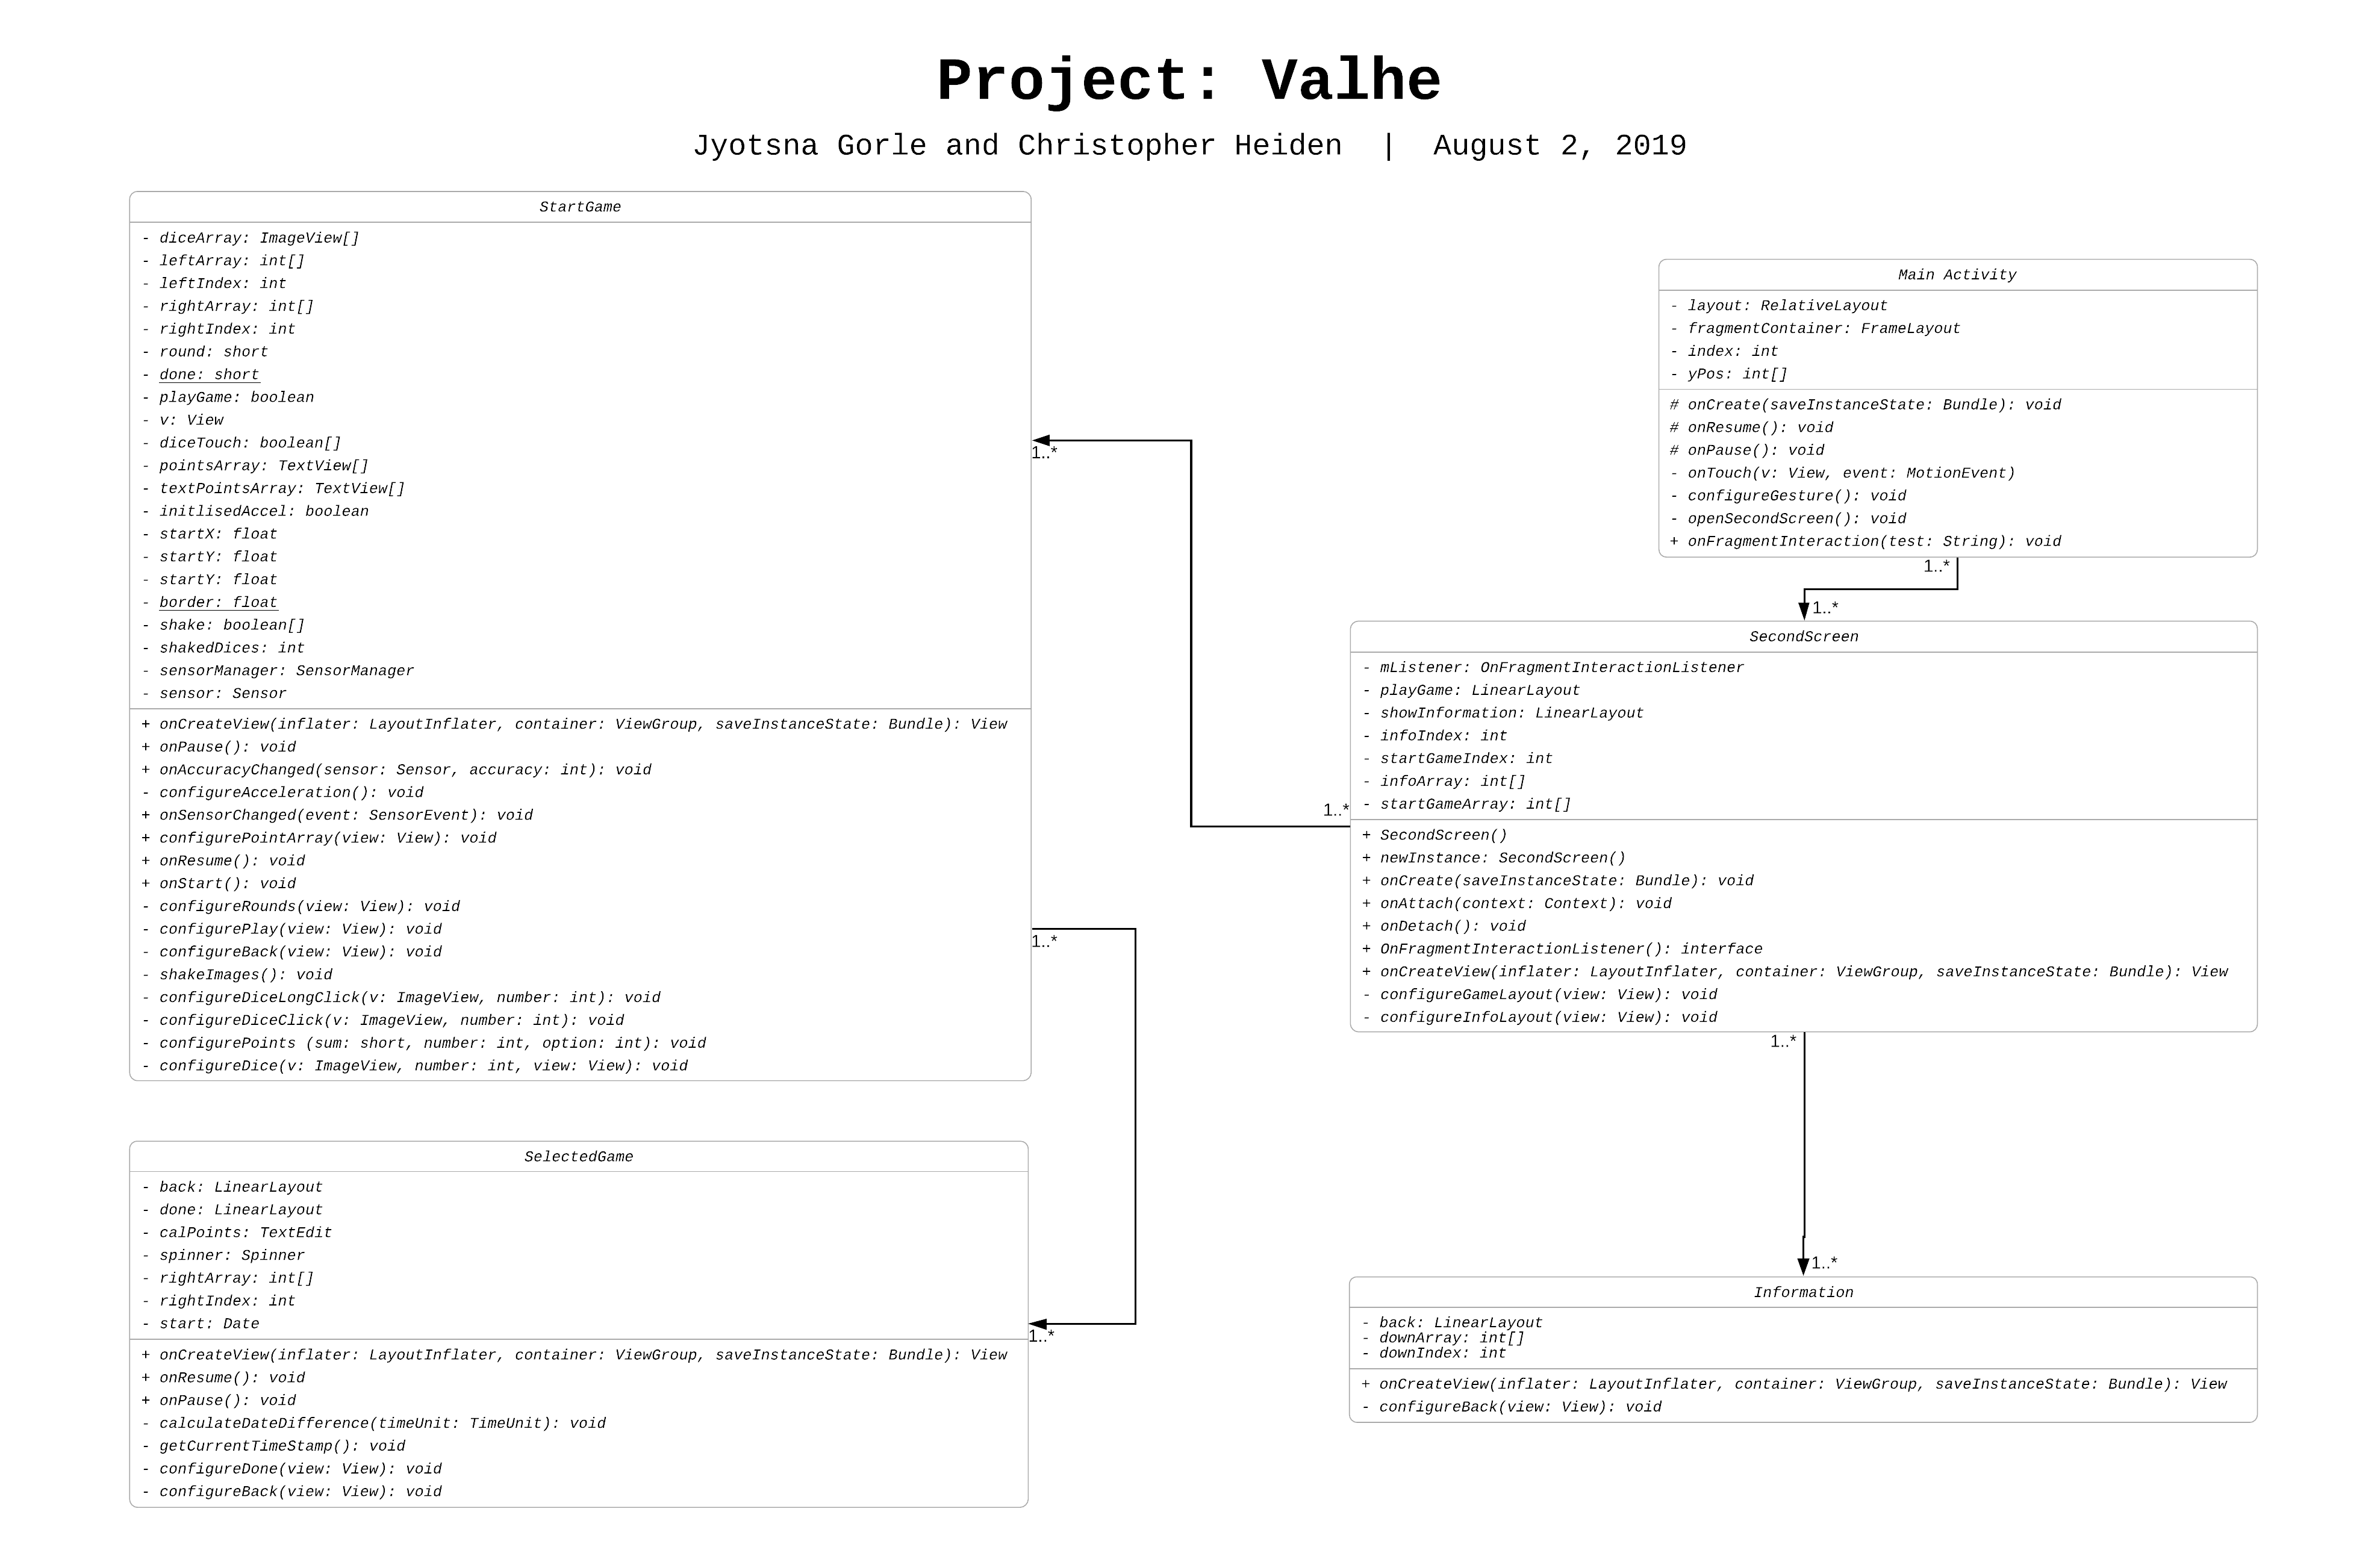 Project: Valhe
Jyotsna Gorle and Christopher Heiden | August 2, 2019
StartGame
- diceArray: ImageView[]
- leftArray: int[]
- leftIndex: int
- rightArray: int[]
- rightIndex: int
- round: short
- done: short
- playGame: boolean
- v: View
- diceTouch: boolean[]
- pointsArray: TextView[]
- textPointsArray: TextView[]
- initlisedAccel: boolean
- startX: float
- startY: float
- startY: float
- border: float
- shake: boolean[]
- shakedDices: int
- sensorManager: SensorManager
- sensor: Sensor
+ onCreateView(inflater: LayoutInflater, container: ViewGroup, saveInstanceState: Bundle): View
+ onPause(): void
+ onAccuracyChanged(sensor: Sensor, accuracy: int): void
- configureAcceleration(): void
+ onSensorChanged(event: SensorEvent): void
+ configurePointArray(view: View): void
+ onResume(): void
+ onStart(): void
- configureRounds(view: View): void
- configurePlay(view: View): void
- configureBack(view: View): void
- shakeImages(): void
- configureDiceLongClick(v: ImageView, number: int): void
- configureDiceClick(v: ImageView, number: int): void
- configurePoints (sum: short, number: int, option: int): void
- configureDice(v: ImageView, number: int, view: View): void
1..*
1..*
SelectedGame
- back: LinearLayout
- done: LinearLayout
- calPoints: TextEdit
- spinner: Spinner
- rightArray: int[]
- rightIndex: int
- start: Date
+ onCreateView(inflater: LayoutInflater, container: ViewGroup, saveInstanceState: Bundle): View
+ onResume(): void
+ onPause(): void
- calculateDateDifference(timeUnit: TimeUnit): void
- getCurrentTimeStamp(): void
- configureDone(view: View): void
- configureBack(view: View): void
1..*
Main Activity
- layout: RelativeLayout
- fragmentContainer: FrameLayout
- index: int
- yPos: int[]
# onCreate(saveInstanceState: Bundle): void
# onResume(): void
# onPause(): void
- onTouch(v: View, event: MotionEvent)
- configureGesture(): void
- openSecondScreen(): void
+ onFragmentInteraction(test: String): void
1..*
1..*
SecondScreen
- mListener: OnFragmentInteractionListener
- playGame: LinearLayout
- showInformation: LinearLayout
- infoIndex: int
- startGameIndex: int
- infoArray: int[]
- startGameArray: int[]
1..*
+ SecondScreen()
+ newInstance: SecondScreen()
+ onCreate(saveInstanceState: Bundle): void
+ onAttach(context: Context): void
+ onDetach(): void
+ OnFragmentInteractionListener(): interface
+ onCreateView(inflater: LayoutInflater, container: ViewGroup, saveInstanceState: Bundle): View
- configureGameLayout(view: View): void
- configureInfoLayout(view: View): void
1..*
1..*
Information
- back: LinearLayout
- downArray: int[]
- downIndex: int
+ onCreateView(inflater: LayoutInflater, container: ViewGroup, saveInstanceState: Bundle): View
- configureBack(view: View): void